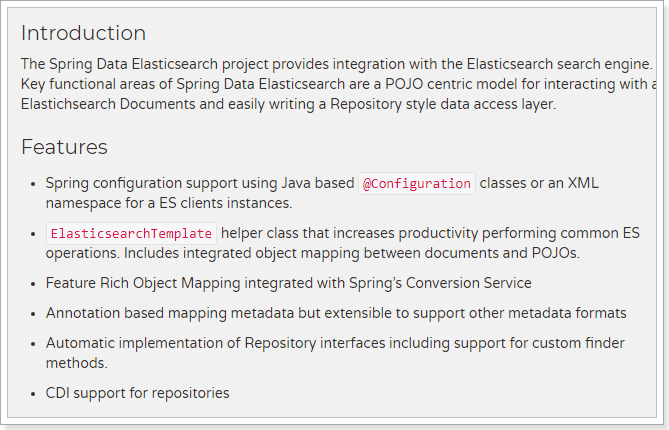 Introduction
The Spring Data Elasticsearch project provides integration with the Elasticsearch search engine.
Key functional areas of Spring Data Elasticsearch are a POJO centric model for interacting with a
Elastichsearch Documents and easily writing a Repository style data access layer.
Features
• Spring configuration support using Java based @Configuration classes or an XML
namespace for a ES clients instances.
• ElasticsearchTemplate helper class that increases productivity performing common ES
operations. Includes integrated object mapping between documents and POJOs.
• Feature Rich Object Mapping integrated with Spring’s Conversion Service
• Annotation based mapping metadata but extensible to support other metadata formats
• Automatic implementation of Repository interfaces including support for custom finder
methods.
• CDI support for repositories